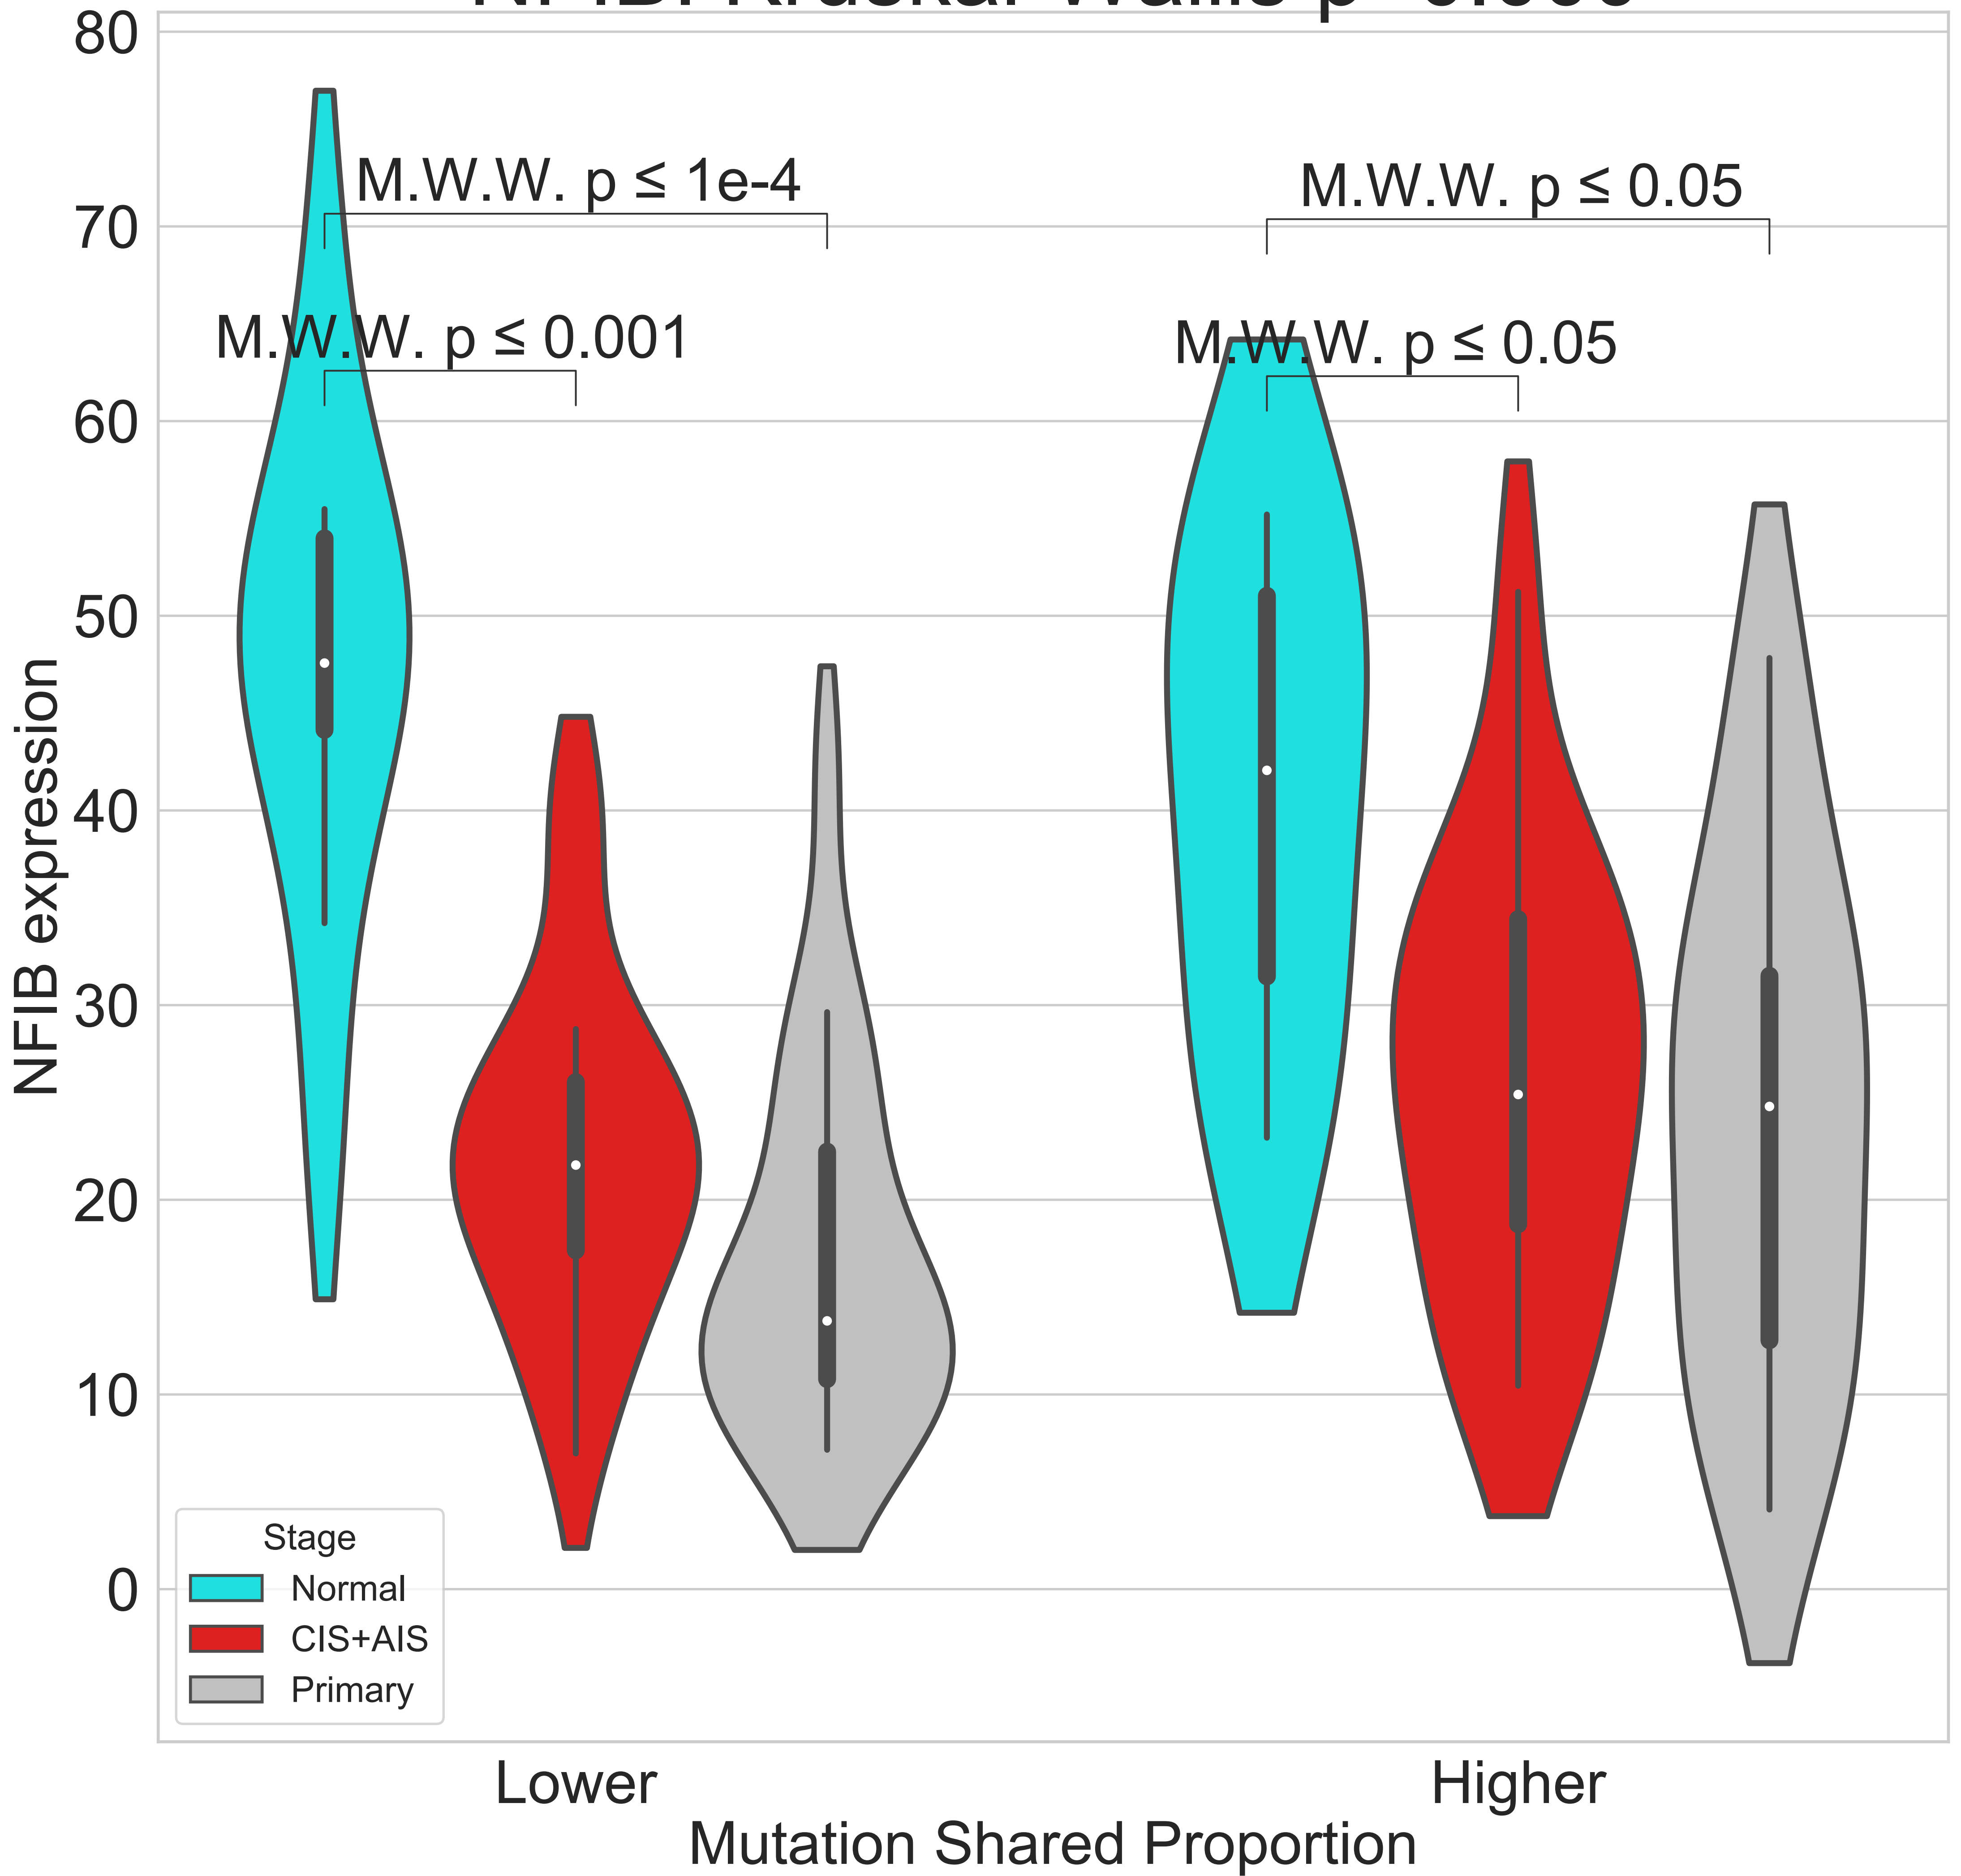 80
M.W.W. p ≤ 1e-4
M.W.W. p ≤ 0.05
70
M.W.W. p ≤ 0.001
M.W.W. p ≤ 0.05
60
50
40
30
20
10
0
NFIB expression
Stage
Normal
CIS+AIS
Primary
Lower
Higher
Mutation Shared Proportion